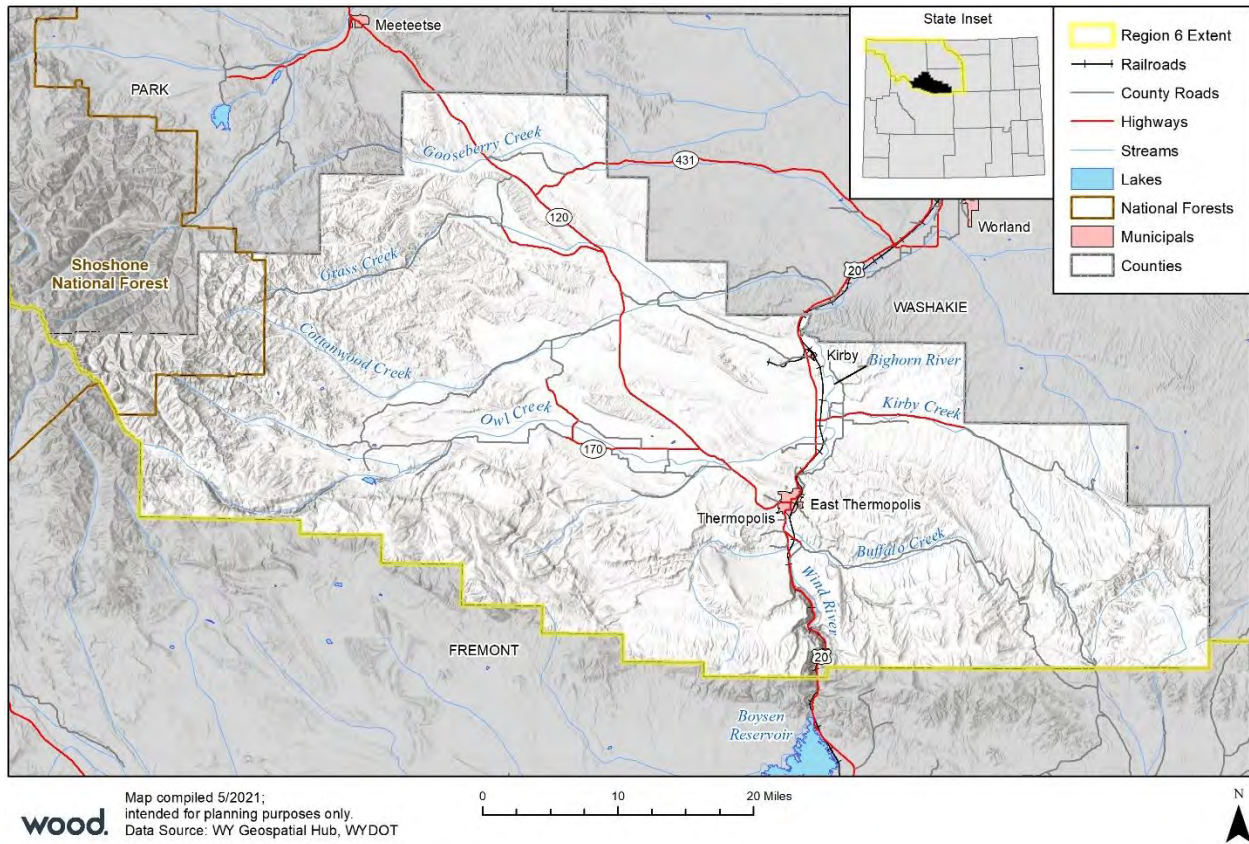 Meeteetse
PARK
Gooseberry Creek
431
120
Worland
20
Grass Creek
Shoshone
National Forest
WASHAKIE
Cottonwood Creek
Kirby
Bighorn River
Kirby Creek
Owl Creek
170
East Thermopolis
Thermopolis
Buffalo Creek
Wind River
FREMONT
20
Boysen
Reservoir
State Inset
Region 6 Extent
Railroads
County Roads
Highways
Streams
Lakes
National Forests
Municipals
Counties
wood.
Map compiled 5/2021;
intended for planning purposes only.
Data Source: WY Geospatial Hub, WYDOT
0 10 20 Miles
N